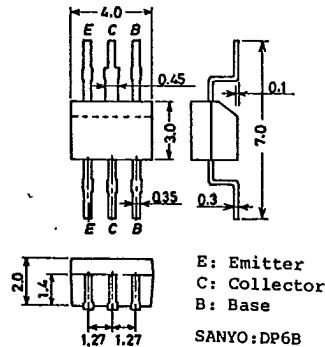 4.0
E C B
0.45
0.1
3.0
7.0
0.35
0.3
E C B
2.0
1.4
1.27 1.27
E: Emitter
C: Collector
B: Base
SANYO:DP6B